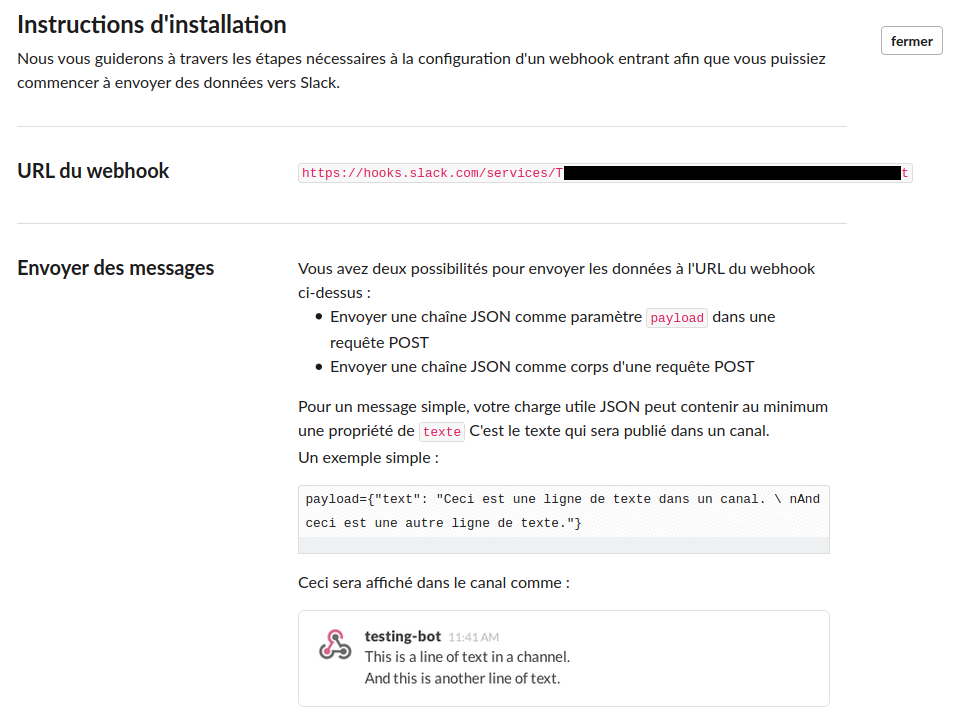 Instructions d'installation
fermer
Nous vous guiderons à travers les étapes nécessaires à la configuration d'un webhook entrant afin que vous puissiez
commencer à envoyer des données vers Slack.
URL du webhook
https://hooks.slack.com/services/T
t
Envoyer des messages
Vous avez deux possibilités pour envoyer les données à l'URL du webhook
ci-dessus :
• Envoyer une chaîne JSON comme paramètre payload dans une
requête POST
• Envoyer une chaîne JSON comme corps d'une requête POST
Pour un message simple, votre charge utile JSON peut contenir au minimum
une propriété de texte C'est le texte qui sera publié dans un canal.
Un exemple simple :
payload={"text": "Ceci est une ligne de texte dans un canal. \ nAnd
ceci est une autre ligne de texte."}
Ceci sera affiché dans le canal comme :
testing-bot 11:41 AM
This is a line of text in a channel.
And this is another line of text.